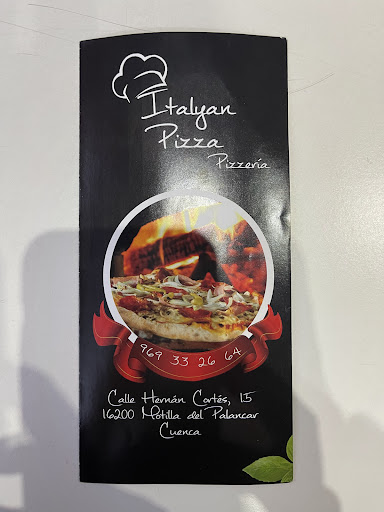 Italyan
Pizza
Pizzería
969 33 26 64
Calle Hernán Cortés, 15
16200 Motilla del Palancar
Cuenca